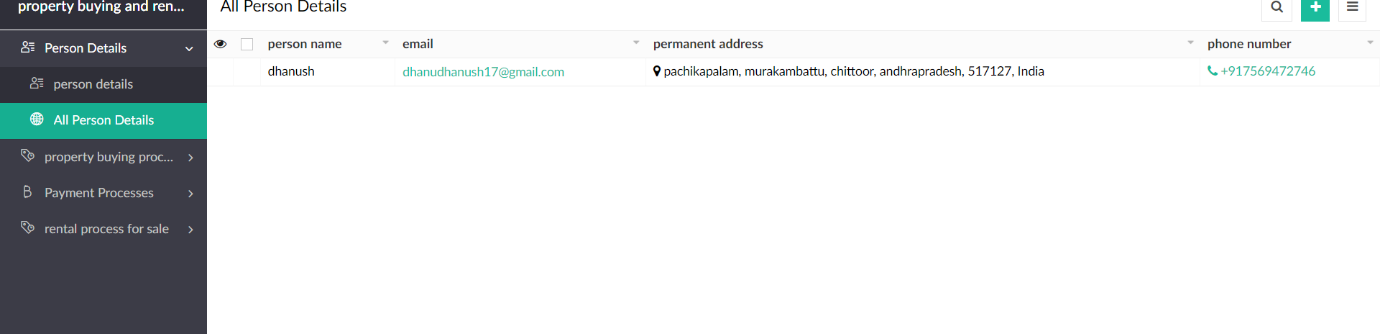 property buying and ren...
All Person Details
Person Details
person details
All Person Details
property buying proc...
Payment Processes
rental process for sale
person name email permanent address phone number
dhanush dhanudhanush17@gmail.com pachikapalam, murakambattu, chittoor, andhrapradesh, 517127, India +917569472746